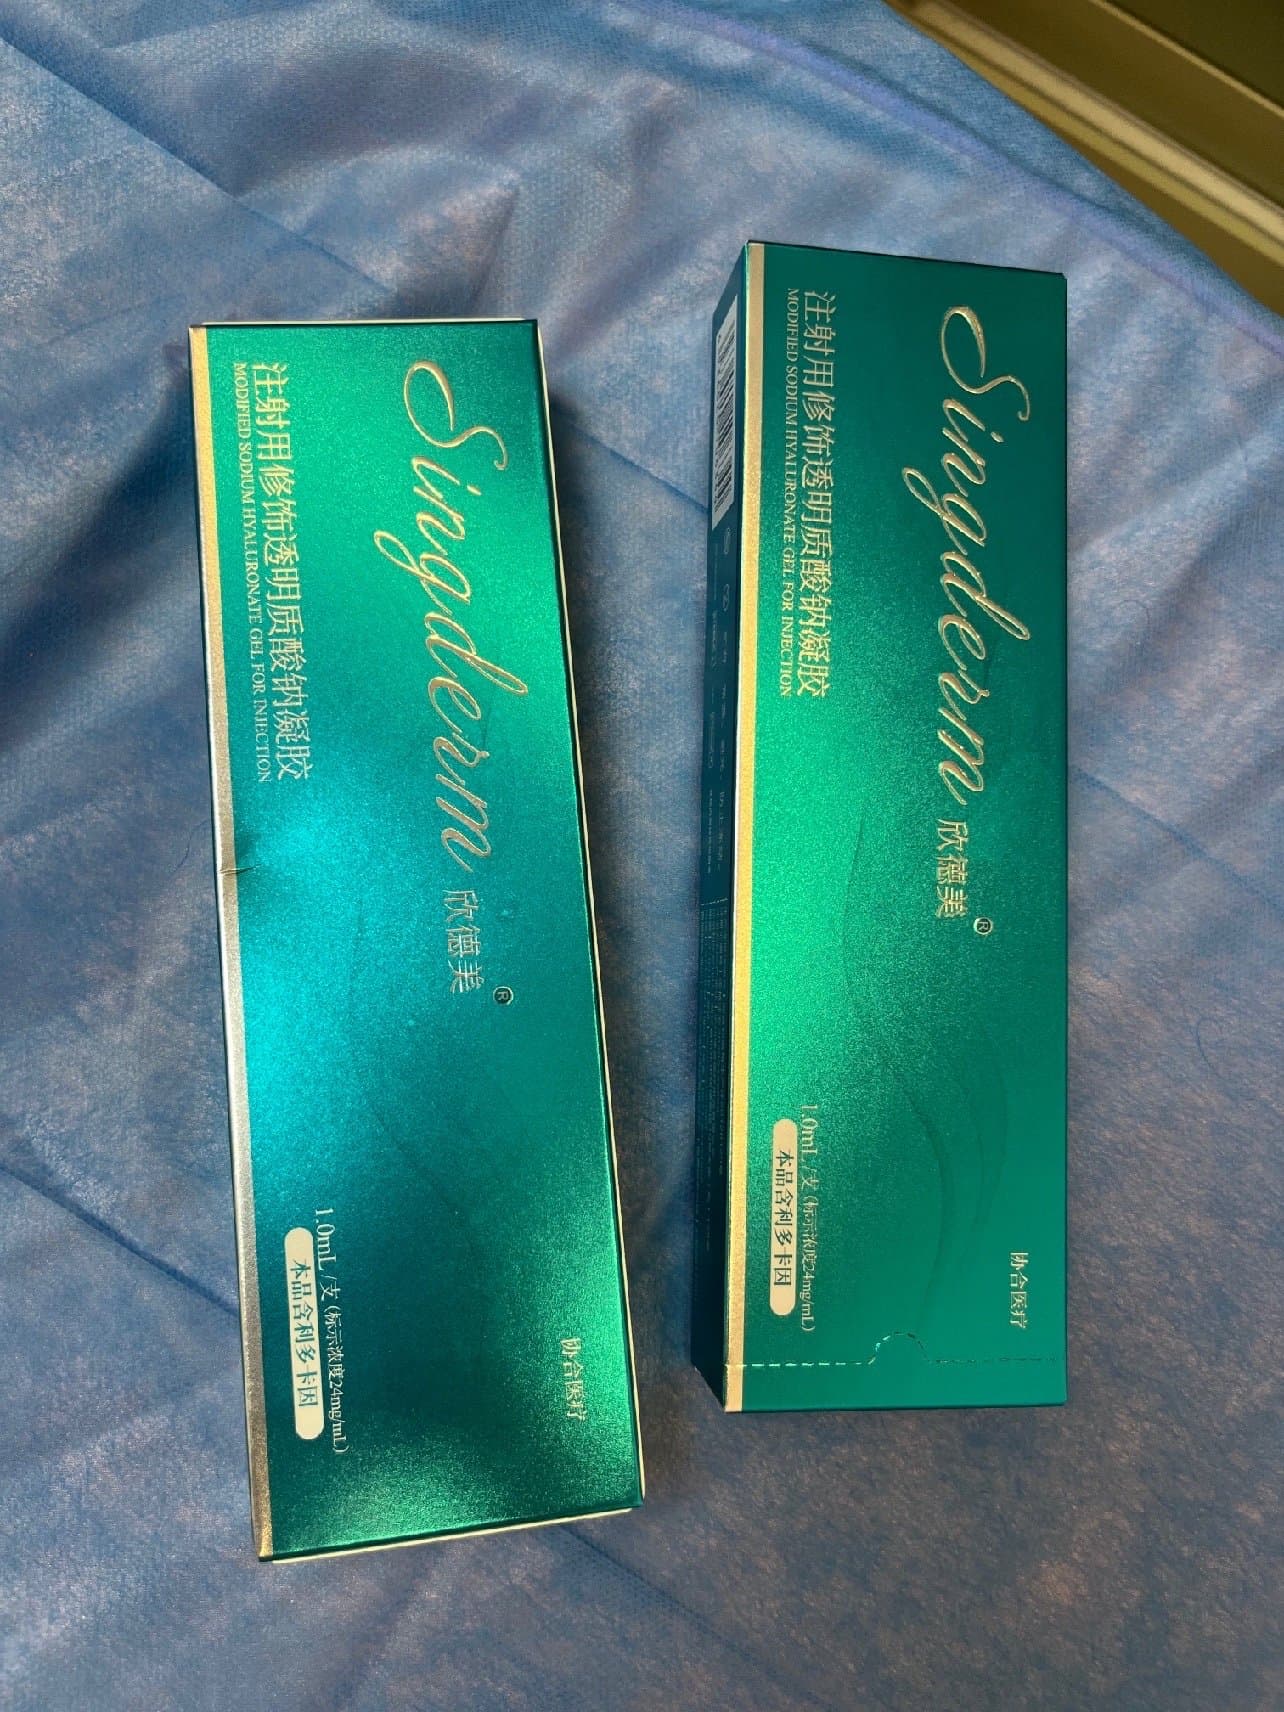 Singderm 欣德美®
注射用修饰透明质酸钠凝胶
MODIFIED SODIUM HYALURONATE GEL FOR INJECTION
协合医疗
1.0mL/支 (标示浓度24mg/mL)
本品含利多卡因
Singderm 欣德美®
注射用修饰透明质酸钠凝胶
MODIFIED SODIUM HYALURONATE GEL FOR INJECTION
协合医疗
1.0mL/支 (标示浓度24mg/mL)
本品含利多卡因